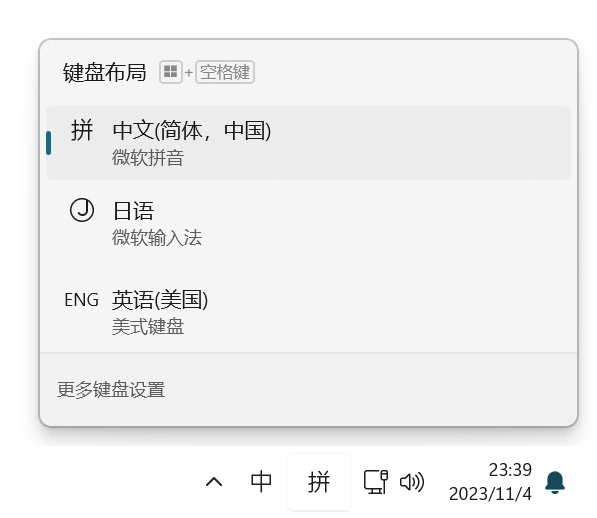 键盘布局 + 空格键
拼 中文(简体，中国)
微软拼音
J 日语
微软输入法
ENG 英语(美国)
美式键盘
更多键盘设置
中 拼 23:39
2023/11/4